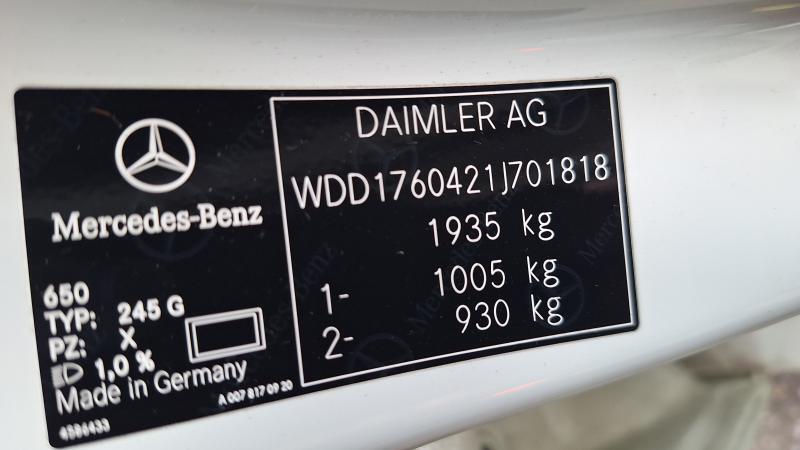 Mercedes-Benz
650
TYP: 245 G
PZ: X
1,0 %
Made in Germany
A 007 817 09 20
4386433
DAIMLER AG
WDD1760421J701818
1935 kg
1- 1005 kg
2- 930 kg